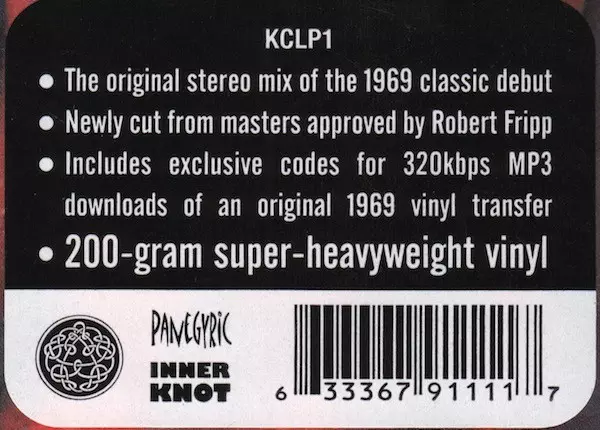 KCLP1
• The original stereo mix of the 1969 classic debut
• Newly cut from masters approved by Robert Fripp
• Includes exclusive codes for 320kbps MP3
downloads of an original 1969 vinyl transfer
• 200-gram super-heavyweight vinyl
PANEGYRIC
INNER
KNOT
6 33367 91111 7